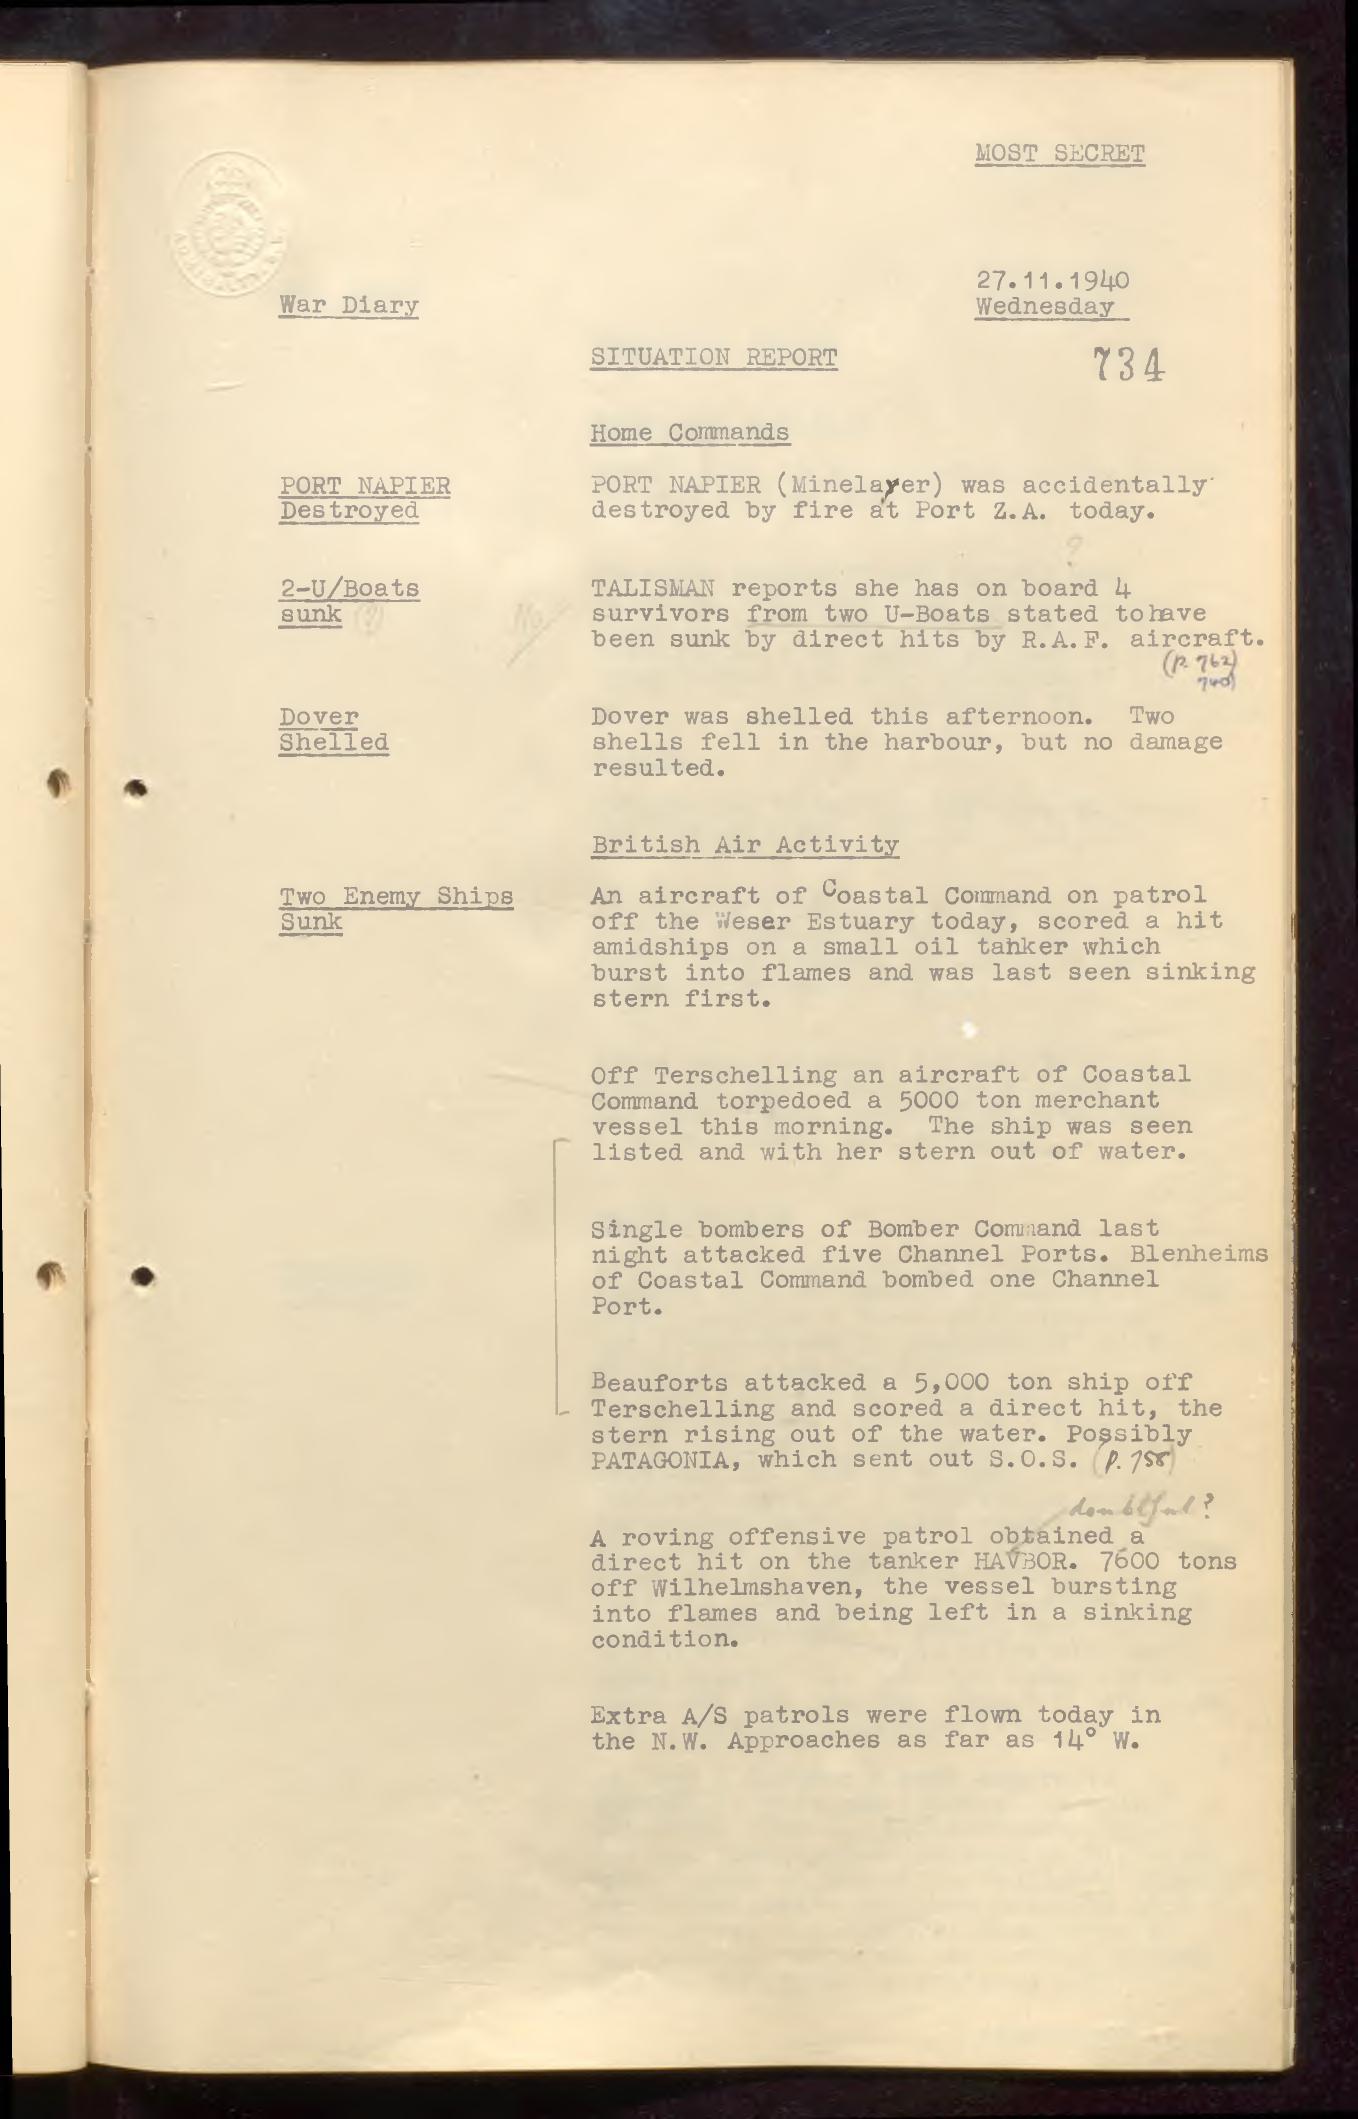 MOST SECRET
27.11.1940
War Diary
Wednesday
SITUATION REPORT
734
Home Commands
PORT NAPIER
Destroyed
PORT NAPIER (Minelayer) was accidentally
destroyed by fire at Port Z.A. today.
?
2-U/Boats
sunk (?)
No
TALISMAN reports she has on board 4
survivors from two U-Boats stated to have
been sunk by direct hits by R.A.F. aircraft.
(p. 762)
740)
Dover
Shelled
Dover was shelled this afternoon. Two
shells fell in the harbour, but no damage
resulted.
British Air Activity
Two Enemy Ships
Sunk
An aircraft of Coastal Command on patrol
off the Weser Estuary today, scored a hit
amidships on a small oil tanker which
burst into flames and was last seen sinking
stern first.
Off Terschelling an aircraft of Coastal
Command torpedoed a 5000 ton merchant
vessel this morning. The ship was seen
listed and with her stern out of water.
Single bombers of Bomber Command last
night attacked five Channel Ports. Blenheims
of Coastal Command bombed one Channel
Port.
Beauforts attacked a 5,000 ton ship off
Terschelling and scored a direct hit, the
stern rising out of the water. Possibly
PATAGONIA, which sent out S.O.S. (p. 758)
doubtful?
A roving offensive patrol obtained a
direct hit on the tanker HAVBOR. 7600 tons
off Wilhelmshaven, the vessel bursting
into flames and being left in a sinking
condition.
Extra A/S patrols were flown today in
the N.W. Approaches as far as 14° W.